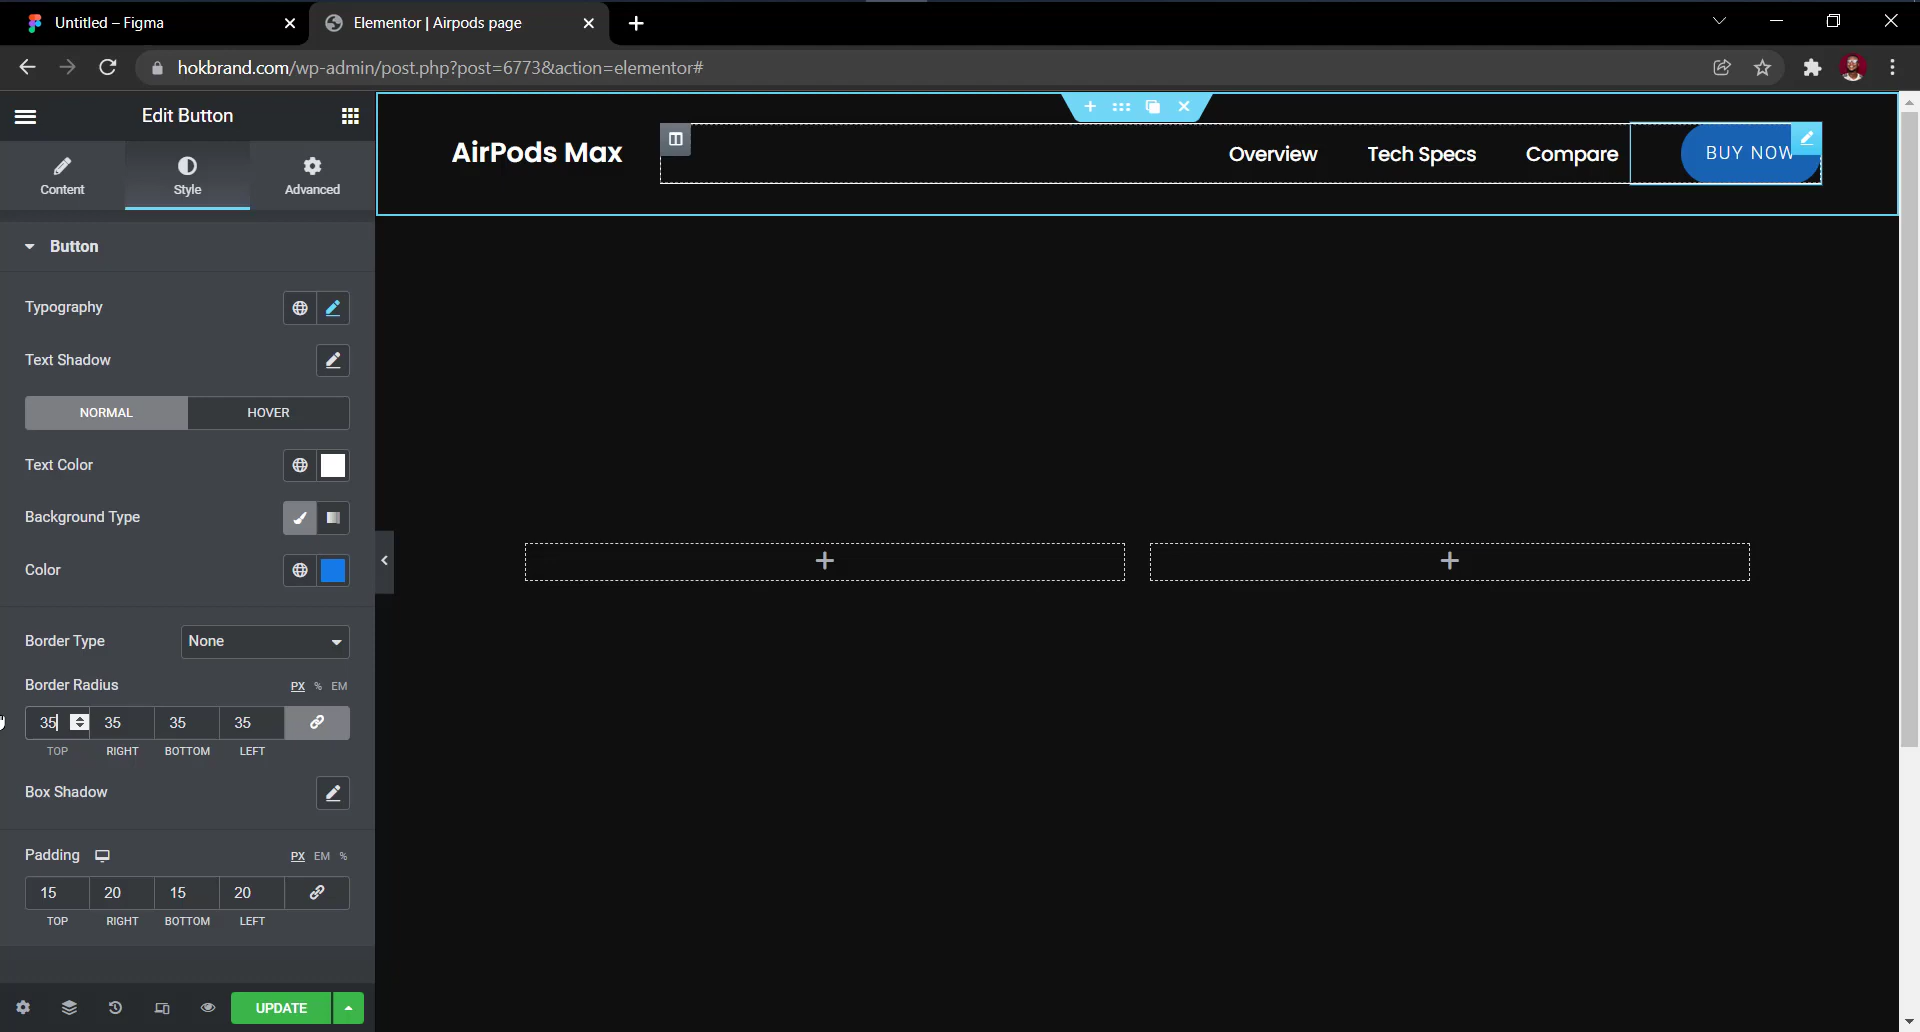 Untitled – Figma
Elementor | Airpods page
hokbrand.com/wp-admin/post.php?post=6773&action=elementor#
Edit Button
Content
Style
Advanced
Button
Typography
Text Shadow
NORMAL
HOVER
Text Color
Background Type
Color
Border Type
None
Border Radius
PX % EM
35 35 35 35
TOP RIGHT BOTTOM LEFT
Box Shadow
Padding
PX EM %
15 20 15 20
TOP RIGHT BOTTOM LEFT
UPDATE
AirPods Max
Overview
Tech Specs
Compare
BUY NOW